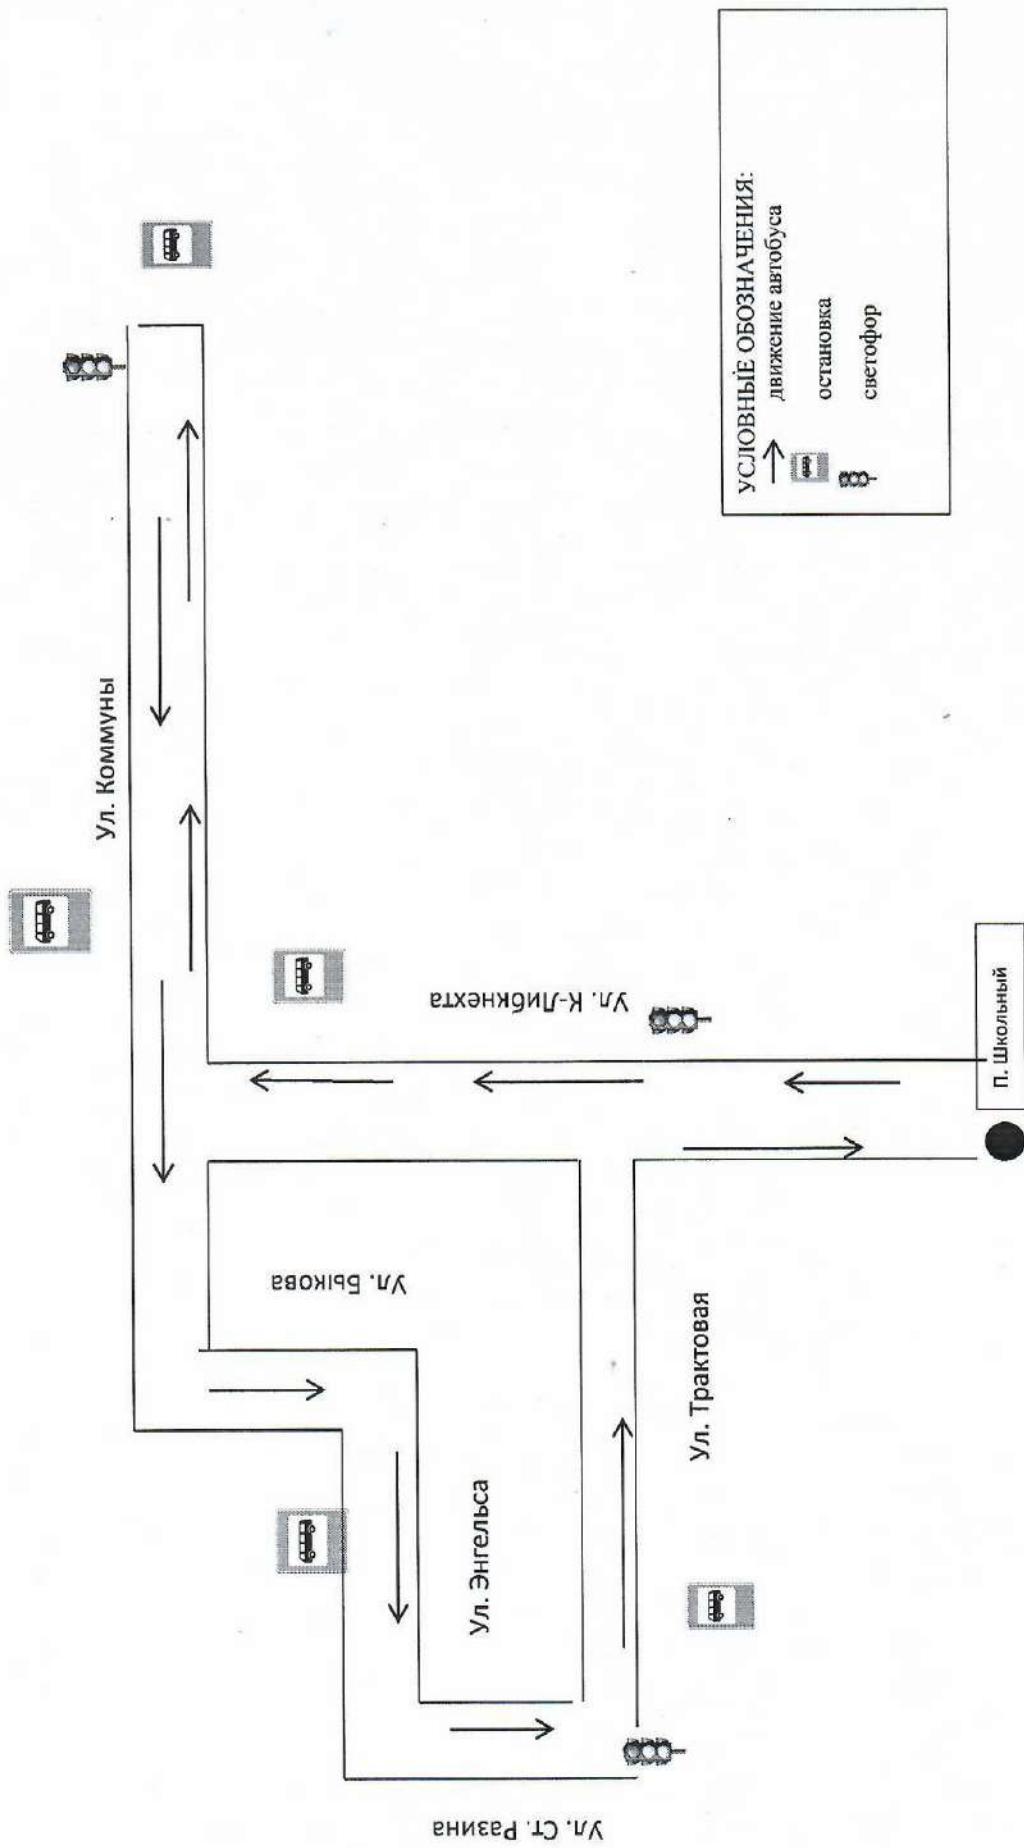 Ул. Коммуны
Ул. К-Либкнехта
Ул. Быкова
Ул. Энгельса
Ул. Трактовая
Ул. Ст. Разина
П. Школьный
УСЛОВНЫЕ ОБОЗНАЧЕНИЯ:
движение автобуса
остановка
светофор